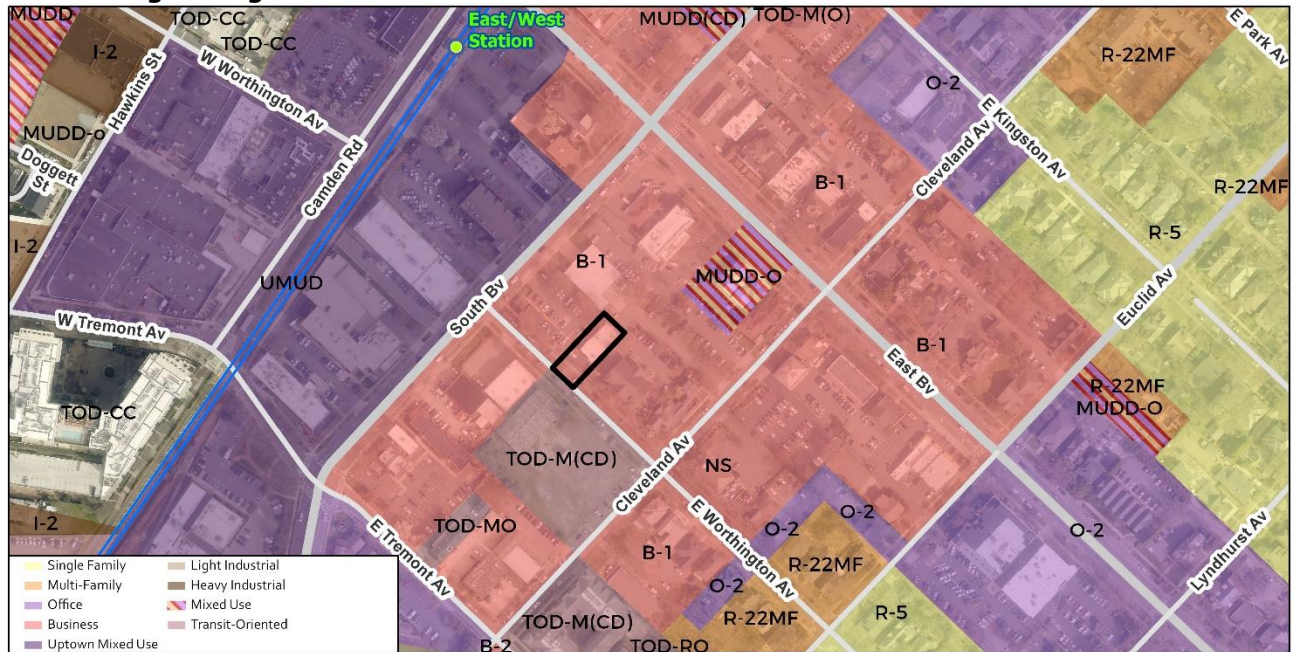 MUDD
TOD-CC
East/West
Station
MUDD(CD)
TOD-M(O)
E Park Av
I-2
TOD-CC
R-22MF
Hawkins St
W Worthington Av
O-2
MUDD-o
Doggett
St
Camden Rd
Cleveland Av
E Kingston Av
B-1
R-22MF
I-2
R-5
UMUD
B-1
MUDD-O
South Bv
Euclid Av
W Tremont Av
B-1
East Bv
R-22MF
MUDD-O
TOD-CC
TOD-M(CD)
NS
Cleveland Av
I-2
TOD-MO
O-2
O-2
O-2
E Tremont Av
B-1
E Worthington Av
R-22MF
Lyndhurst Av
O-2
TOD-M(CD)
R-22MF
R-5
B-2
TOD-RO
Single Family
Multi-Family
Office
Business
Uptown Mixed Use
Light Industrial
Heavy Industrial
Mixed Use
Transit-Oriented